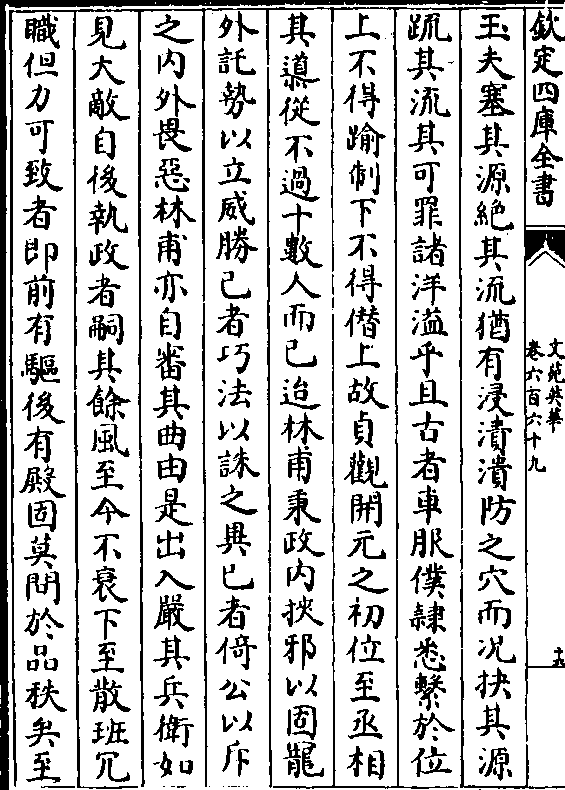 欽定四庫全書
文苑英華
卷六百六十九
十五
玉夫塞其源絶其流猶有浸漬潰防之穴而况抉其源
疏其流其可罪諸洋溢乎且古者車服僕隸悉繫於位
上不得踰制下不得僭上故貞觀開元之初位至丞相
其導從不過十數人而已迨林甫秉政内挾邪以固寵
外託勢以立威勝己者巧法以誅之異已者倚公以斥
之内外畏惡林甫亦自審其曲由是出入嚴其兵衛如
見大敵自後執政者嗣其餘風至今不衰下至散班冗
職但力可致者即前有驅後有殿固莫問於品秩矣至